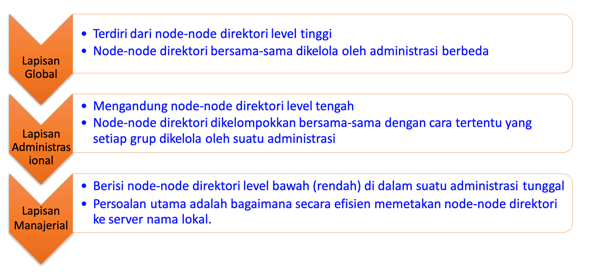 Lapisan
Global
• Terdiri dari node-node direktori level tinggi
• Node-node direktori bersama-sama dikelola oleh administrasi berbeda
Lapisan
Administras
ional
• Mengandung node-node direktori level tengah
• Node-node direktori dikelompokkan bersama-sama dengan cara tertentu yang
setiap grup dikelola oleh suatu administrasi
Lapisan
Manajerial
• Berisi node-node direktori level bawah (rendah) di dalam suatu administrasi tunggal
• Persoalan utama adalah bagaimana secara efisien memetakan node-node direktori
ke server nama lokal.